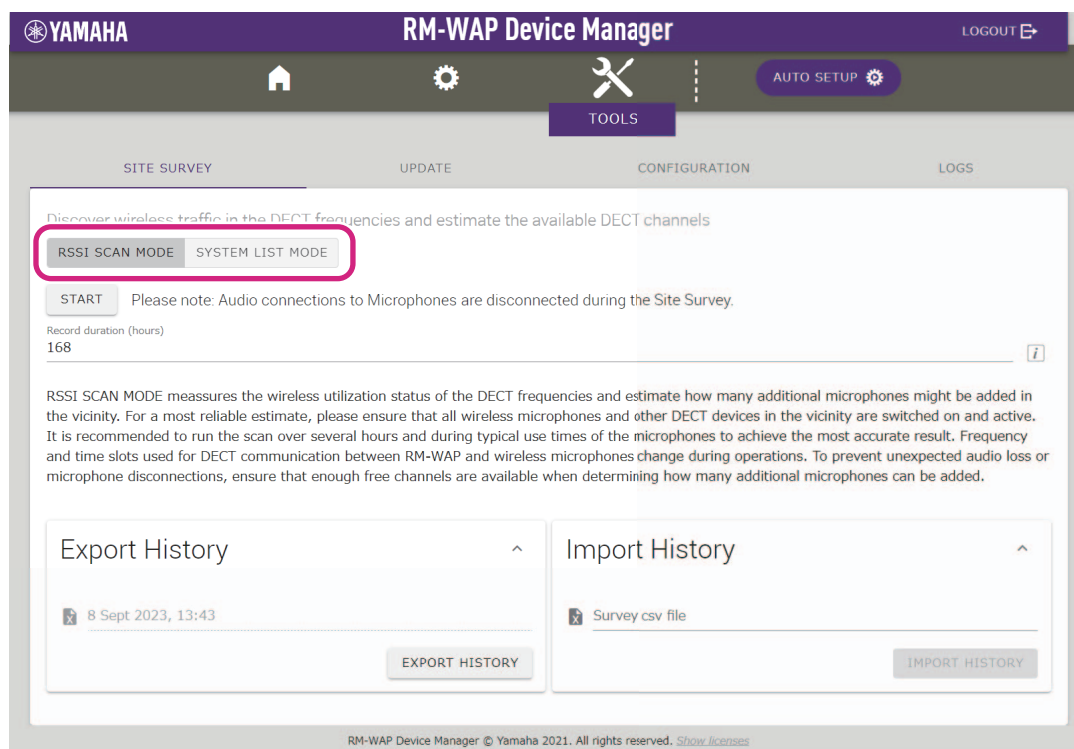 YAMAHA
RM-WAP Device Manager
LOGOUT
AUTO SETUP
TOOLS
SITE SURVEY
UPDATE
CONFIGURATION
LOGS
Discover wireless traffic in the DECT frequencies and estimate the available DECT channels
RSSI SCAN MODE
SYSTEM LIST MODE
START
Please note: Audio connections to Microphones are disconnected during the Site Survey.
Record duration (hours)
168
i
RSSI SCAN MODE meassures the wireless utilization status of the DECT frequencies and estimate how many additional microphones might be added in
the vicinity. For a most reliable estimate, please ensure that all wireless microphones and other DECT devices in the vicinity are switched on and active.
It is recommended to run the scan over several hours and during typical use times of the microphones to achieve the most accurate result. Frequency
and time slots used for DECT communication between RM-WAP and wireless microphones change during operations. To prevent unexpected audio loss or
microphone disconnections, ensure that enough free channels are available when determining how many additional microphones can be added.
Export History
8 Sept 2023, 13:43
EXPORT HISTORY
Import History
Survey csv file
IMPORT HISTORY
RM-WAP Device Manager © Yamaha 2021. All rights reserved. Show licenses